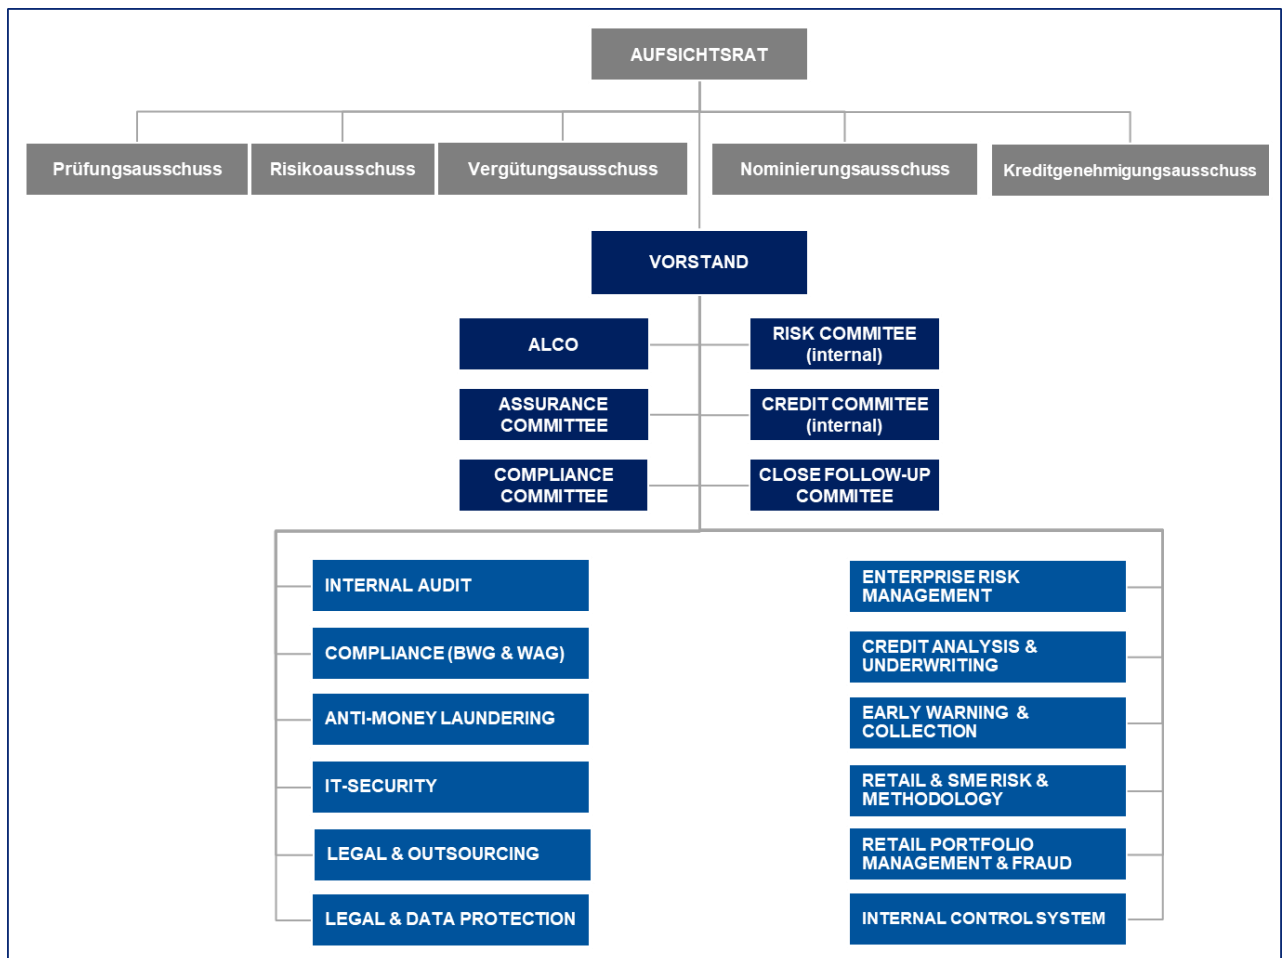 AUFSICHTSRAT
Prüfungsausschuss
Risikoausschuss
Vergütungsausschuss
Nominierungsausschuss
Kreditgenehmigungsausschuss
VORSTAND
ALCO
RISK COMMITEE
(internal)
ASSURANCE
COMMITTEE
CREDIT COMMITEE
(internal)
COMPLIANCE
COMMITTEE
CLOSE FOLLOW-UP
COMMITEE
INTERNAL AUDIT
COMPLIANCE (BWG & WAG)
ANTI-MONEY LAUNDERING
IT-SECURITY
LEGAL & OUTSOURCING
LEGAL & DATA PROTECTION
ENTERPRISE RISK
MANAGEMENT
CREDIT ANALYSIS &
UNDERWRITING
EARLY WARNING &
COLLECTION
RETAIL & SME RISK &
METHODOLOGY
RETAIL PORTFOLIO
MANAGEMENT & FRAUD
INTERNAL CONTROL SYSTEM